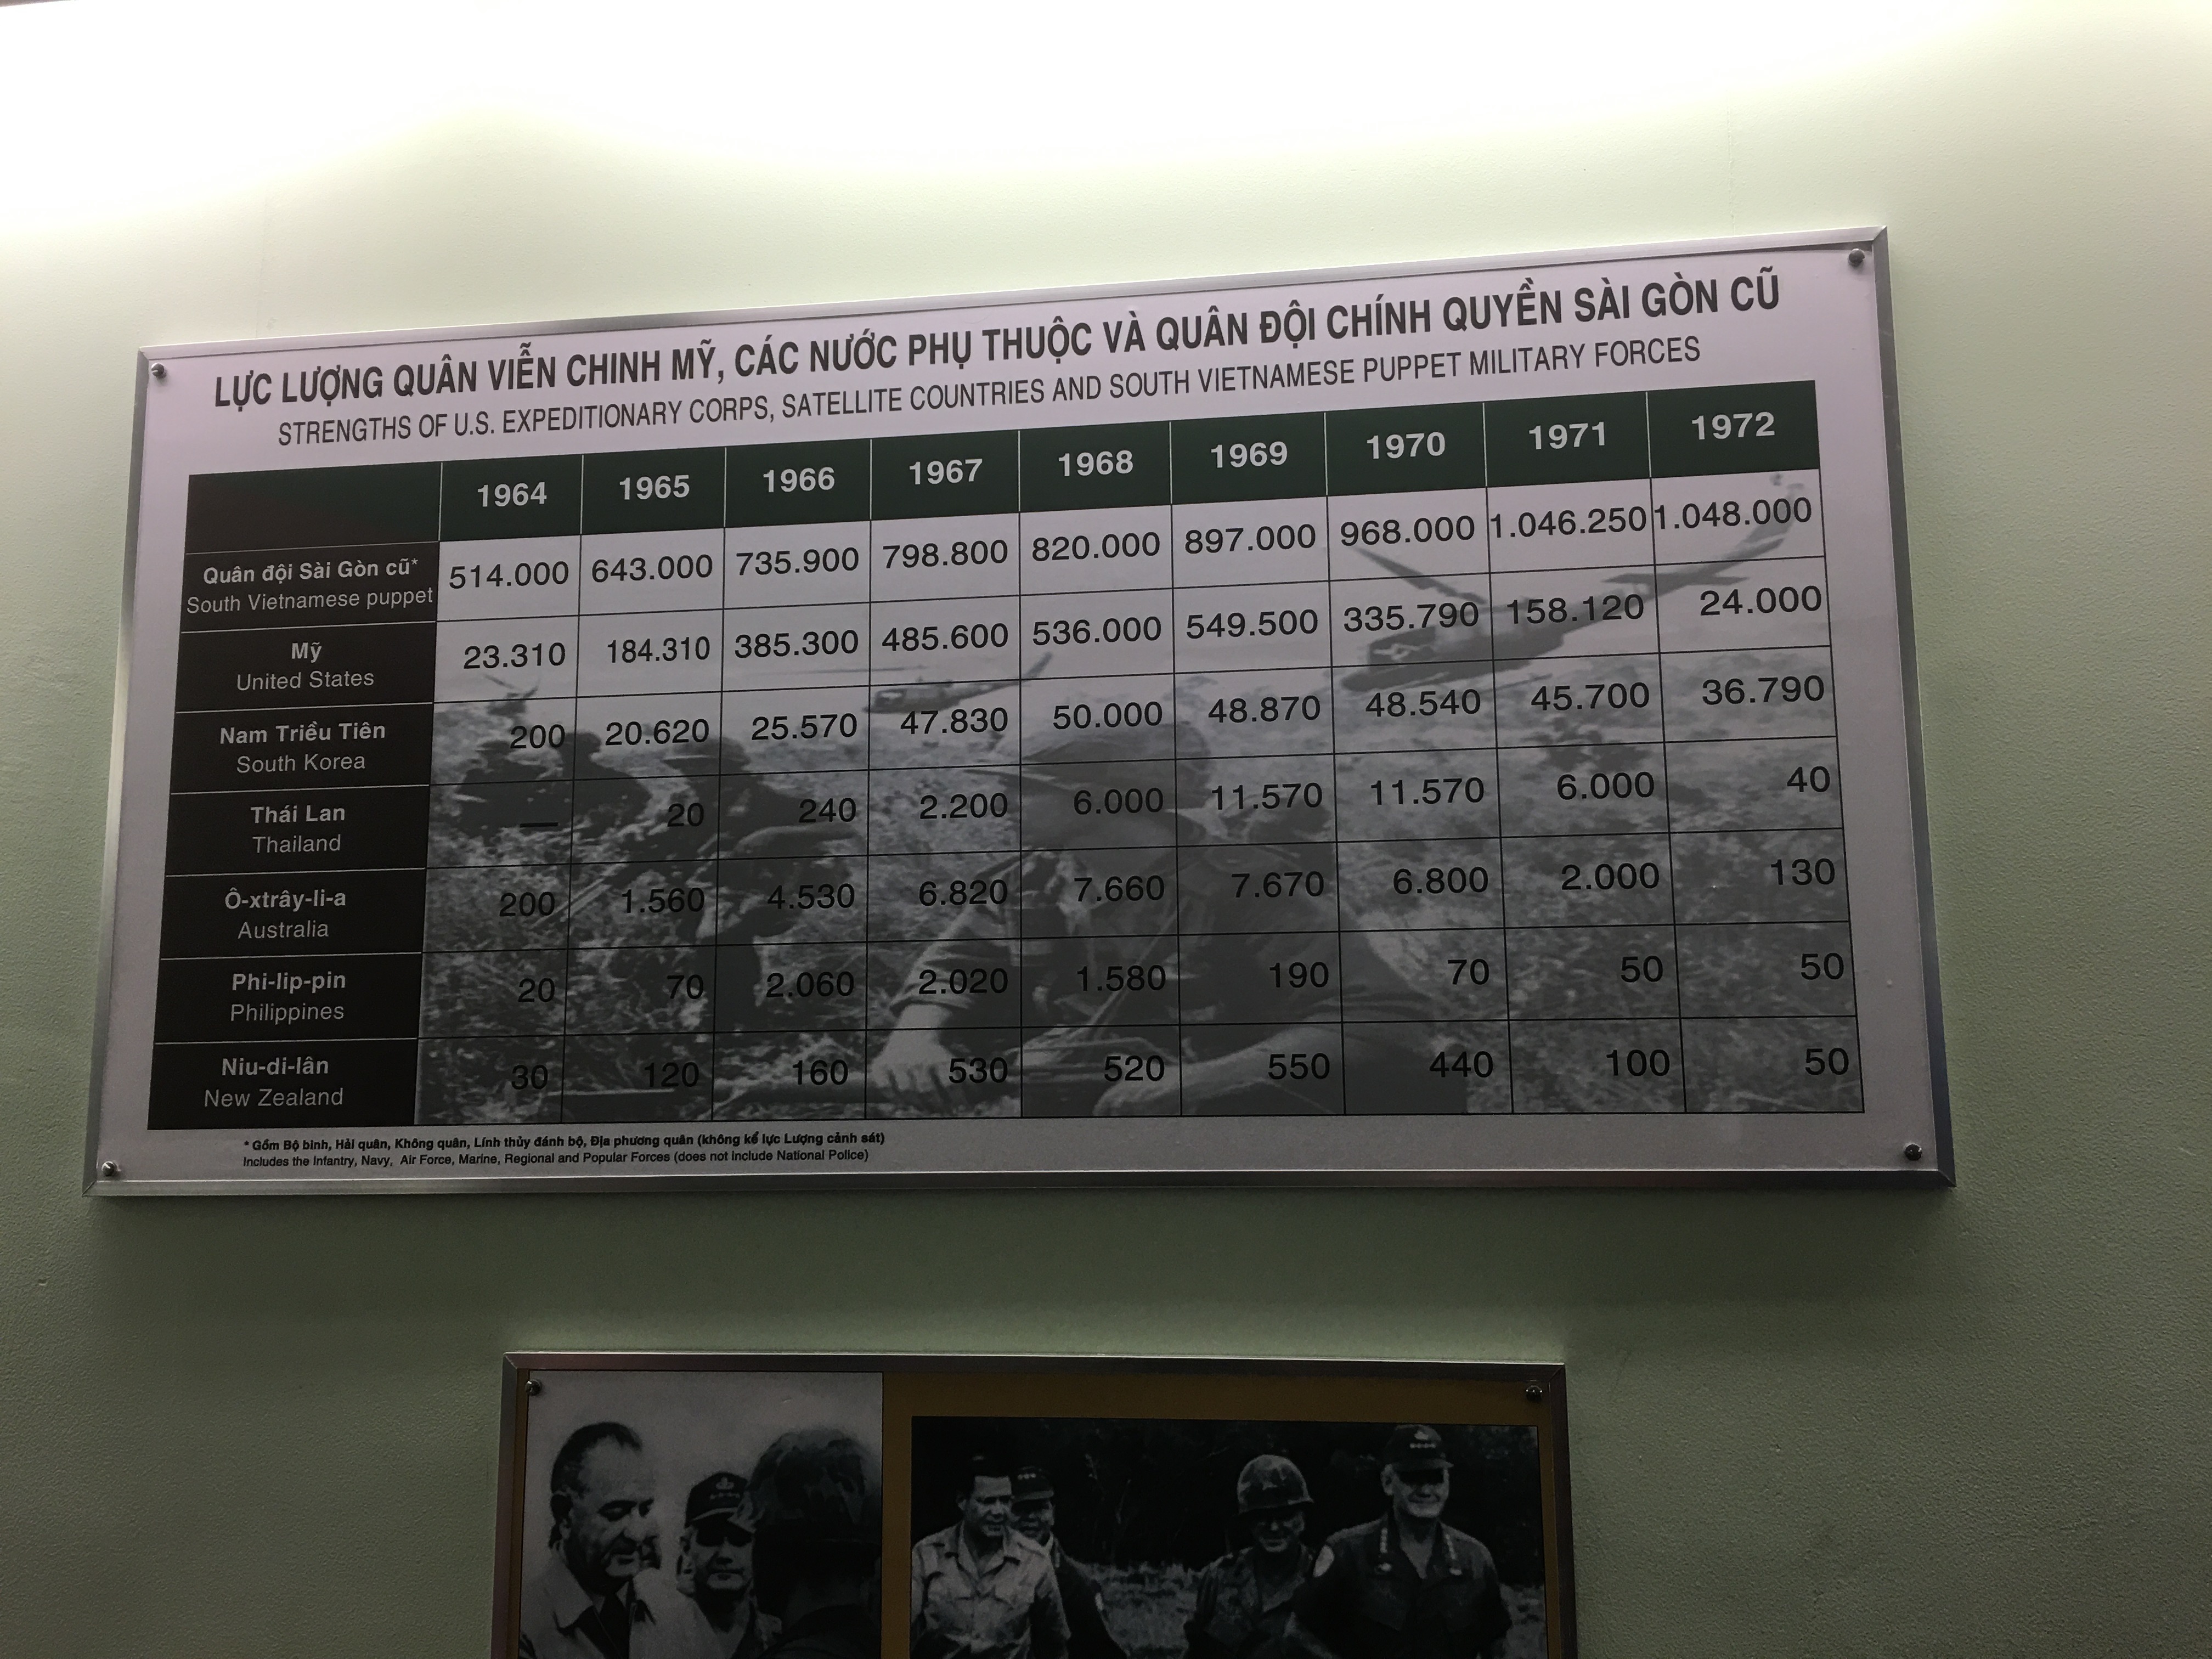 LỰC LƯỢNG QUÂN VIỄN CHINH MỸ, CÁC NƯỚC PHỤ THUỘC VÀ QUÂN ĐỘI CHÍNH QUYỀN SÀI GÒN CŨ
STRENGTHS OF U.S. EXPEDITIONARY CORPS, SATELLITE COUNTRIES AND SOUTH VIETNAMESE PUPPET MILITARY FORCES
1964 1965 1966 1967 1968 1969 1970 1971 1972
Quân đội Sài Gòn cũ*
South Vietnamese puppet
514.000 643.000 735.900 798.800 820.000 897.000 968.000 1.046.250 1.048.000
Mỹ
United States
23.310 184.310 385.300 485.600 536.000 549.500 335.790 158.120 24.000
Nam Triều Tiên
South Korea
200 20.620 25.570 47.830 50.000 48.870 48.540 45.700 36.790
Thái Lan
Thailand
— 20 240 2.200 6.000 11.570 11.570 6.000 40
Ô-xtrây-li-a
Australia
200 1.560 4.530 6.820 7.660 7.670 6.800 2.000 130
Phi-lip-pin
Philippines
20 70 2.060 2.020 1.580 190 70 50 50
Niu-di-lân
New Zealand
30 120 160 530 520 550 440 100 50
* Gồm Bộ binh, Hải quân, Không quân, Lính thủy đánh bộ, Địa phương quân (không kể lực Lượng cảnh sát)
Includes the Infantry, Navy, Air Force, Marine, Regional and Popular Forces (does not include National Police)